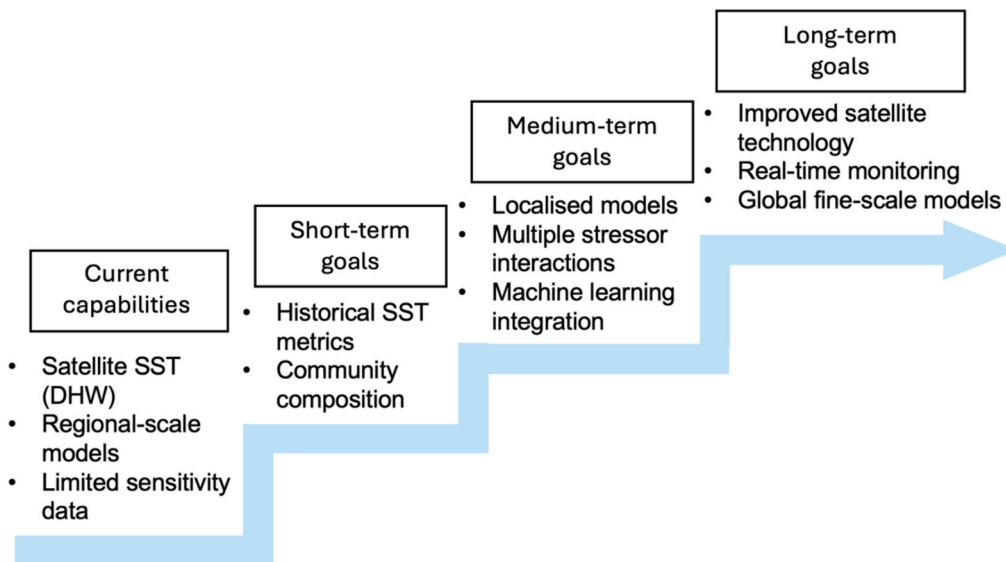 Current
capabilities
• Satellite SST
(DHW)
• Regional-scale
models
• Limited sensitivity
data
Short-term
goals
• Historical SST
metrics
• Community
composition
Medium-term
goals
• Localised models
• Multiple stressor
interactions
• Machine learning
integration
Long-term
goals
• Improved satellite
technology
• Real-time monitoring
• Global fine-scale models